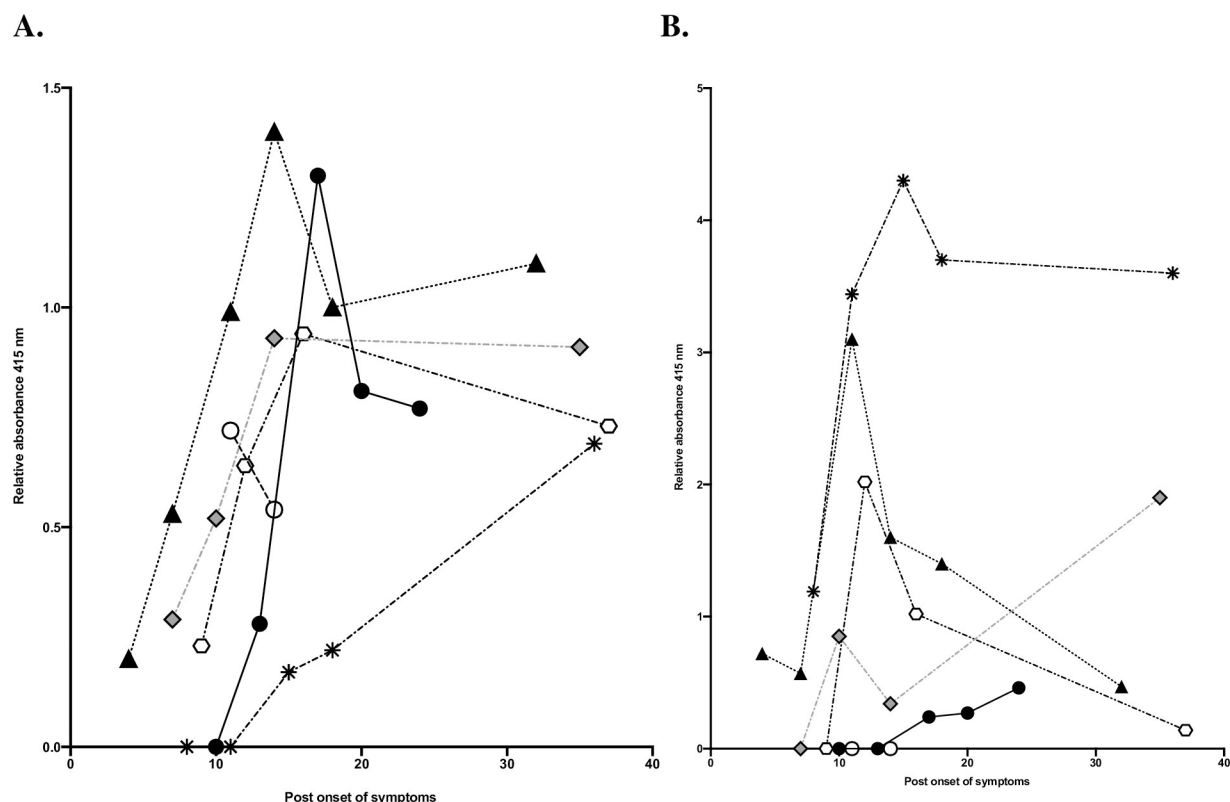 A.
1.5
1.0
0.5
0.0
0 10 20 30 40
Relative absorbance 415 nm
Post onset of symptoms
B.
5
4
3
2
1
0
0 10 20 30 40
Relative absorbance 415 nm
Post onset of symptoms